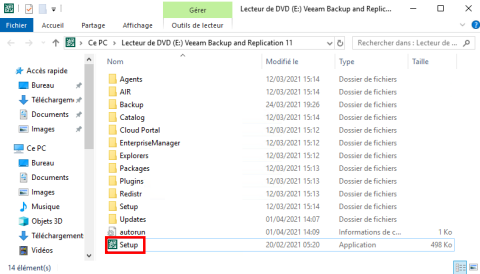 Gérer
Lecteur de DVD (E:) Veeam Backup and Replic...
Fichier Accueil Partage Affichage Outils de lecteur
Ce PC > Lecteur de DVD (E:) Veeam Backup and Replication 11
Rechercher dans : Lecteur de ...
Nom Modifié le Type Taille
Accès rapide
Bureau
Téléchargeme
Documents
Images
Ce PC
Bureau
Documents
Images
Musique
Objets 3D
Téléchargement
Vidéos
Agents 12/03/2021 15:14 Dossier de fichiers
AIR 12/03/2021 15:14 Dossier de fichiers
Backup 24/03/2021 19:26 Dossier de fichiers
Catalog 12/03/2021 15:14 Dossier de fichiers
Cloud Portal 12/03/2021 15:12 Dossier de fichiers
EnterpriseManager 12/03/2021 15:12 Dossier de fichiers
Explorers 12/03/2021 15:12 Dossier de fichiers
Packages 12/03/2021 15:13 Dossier de fichiers
Plugins 12/03/2021 15:13 Dossier de fichiers
Redistr 12/03/2021 15:13 Dossier de fichiers
Setup 12/03/2021 15:14 Dossier de fichiers
Updates 01/04/2021 14:07 Dossier de fichiers
autorun 01/04/2021 14:09 Informations de c... 1 Ko
Setup 20/02/2021 05:20 Application 498 Ko
14 élément(s)